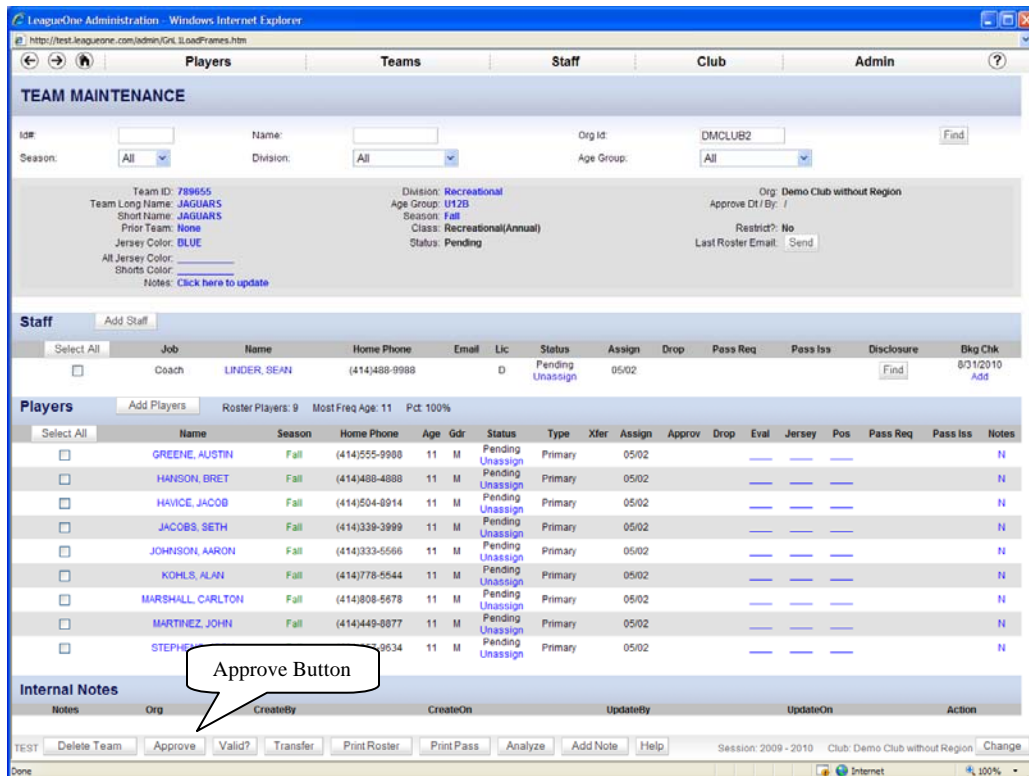 LeagueOne Administration - Windows Internet Explorer
http://test.leagueone.com/admin/GnL1LoadFrames.htm
Players Teams Staff Club Admin ?
TEAM MAINTENANCE
Id#: Name: Org Id: DMCLUB2 Find
Season: All Division: All Age Group: All
Team ID: 789655 Division: Recreational Org: Demo Club without Region
Team Long Name: JAGUARS Age Group: U12B Approve Dt / By: /
Short Name: JAGUARS Season: Fall
Prior Team: None Class: Recreational(Annual) Restrict?: No
Jersey Color: BLUE Status: Pending Last Roster Email: Send
Alt Jersey Color:
Shorts Color:
Notes: Click here to update
Staff Add Staff
Select All Job Name Home Phone Email Lic Status Assign Drop Pass Req Pass Iss Disclosure Bkg Chk
Coach LINDER, SEAN (414)488-9988 D Pending Unassign 05/02 Find 8/31/2010 Add
Players Add Players Roster Players: 9 Most Freq Age: 11 Pct: 100%
Select All Name Season Home Phone Age Gdr Status Type Xfer Assign Approv Drop Eval Jersey Pos Pass Req Pass Iss Notes
GREENE, AUSTIN Fall (414)555-9988 11 M Pending Unassign Primary 05/02 N
HANSON, BRET Fall (414)488-4888 11 M Pending Unassign Primary 05/02 N
HAVICE, JACOB Fall (414)504-8914 11 M Pending Unassign Primary 05/02 N
JACOBS, SETH Fall (414)339-3999 11 M Pending Unassign Primary 05/02 N
JOHNSON, AARON Fall (414)333-5566 11 M Pending Unassign Primary 05/02 N
KOHLS, ALAN Fall (414)778-5544 11 M Pending Unassign Primary 05/02 N
MARSHALL, CARLTON Fall (414)808-5678 11 M Pending Unassign Primary 05/02 N
MARTINEZ, JOHN Fall (414)449-8877 11 M Pending Unassign Primary 05/02 N
11 M Pending Unassign Primary 05/02 N
Approve Button
Internal Notes
Notes Org CreateBy CreateOn UpdateBy UpdateOn Action
TEST Delete Team Approve Valid? Transfer Print Roster Print Pass Analyze Add Note Help Session: 2009 - 2010 Club: Demo Club without Region Change
Done Internet 100%